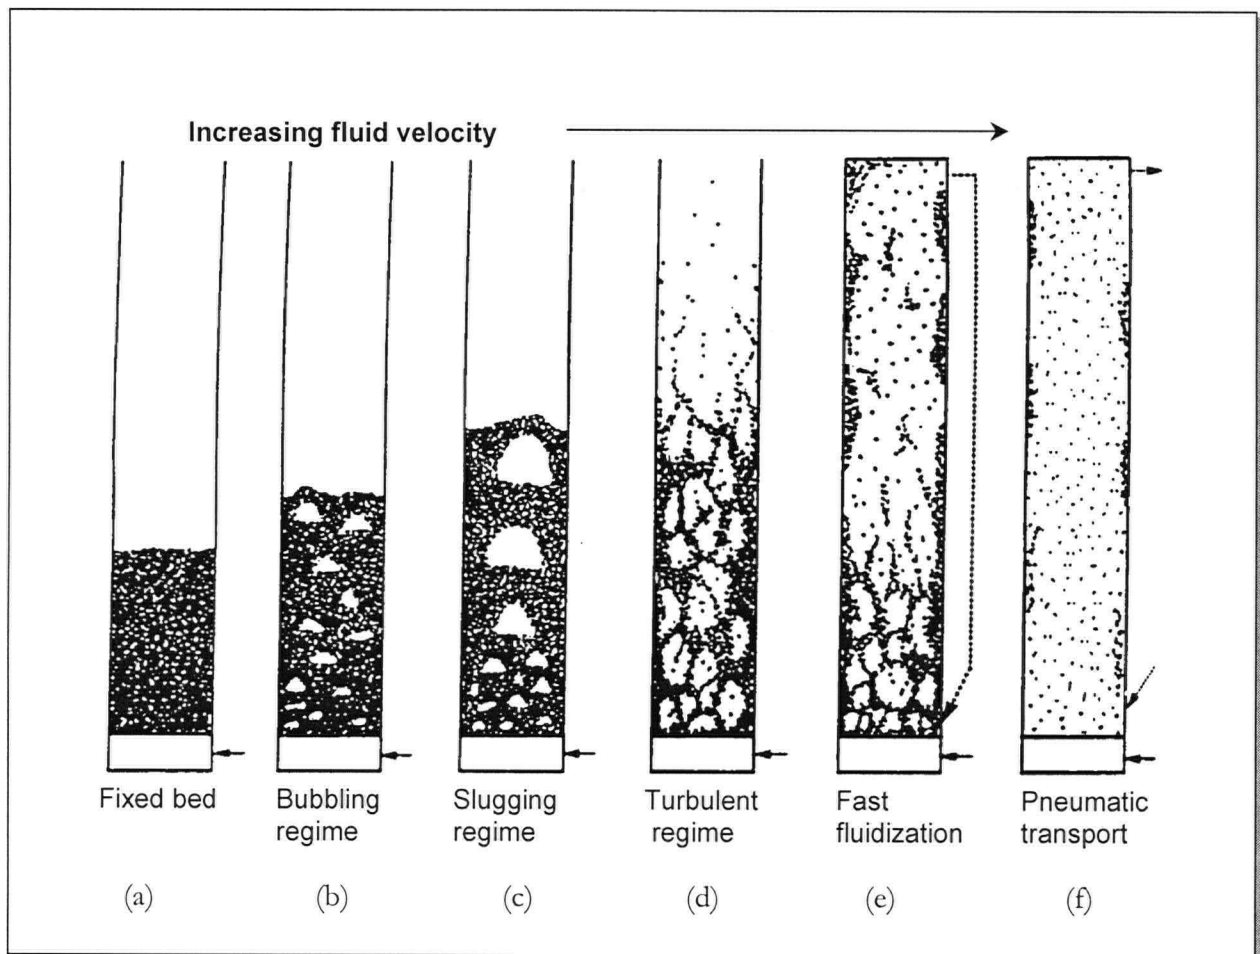 Increasing fluid velocity
Fixed bed
Bubbling
regime
Slugging
regime
Turbulent
regime
Fast
fluidization
Pneumatic
transport
(a)
(b)
(c)
(d)
(e)
(f)